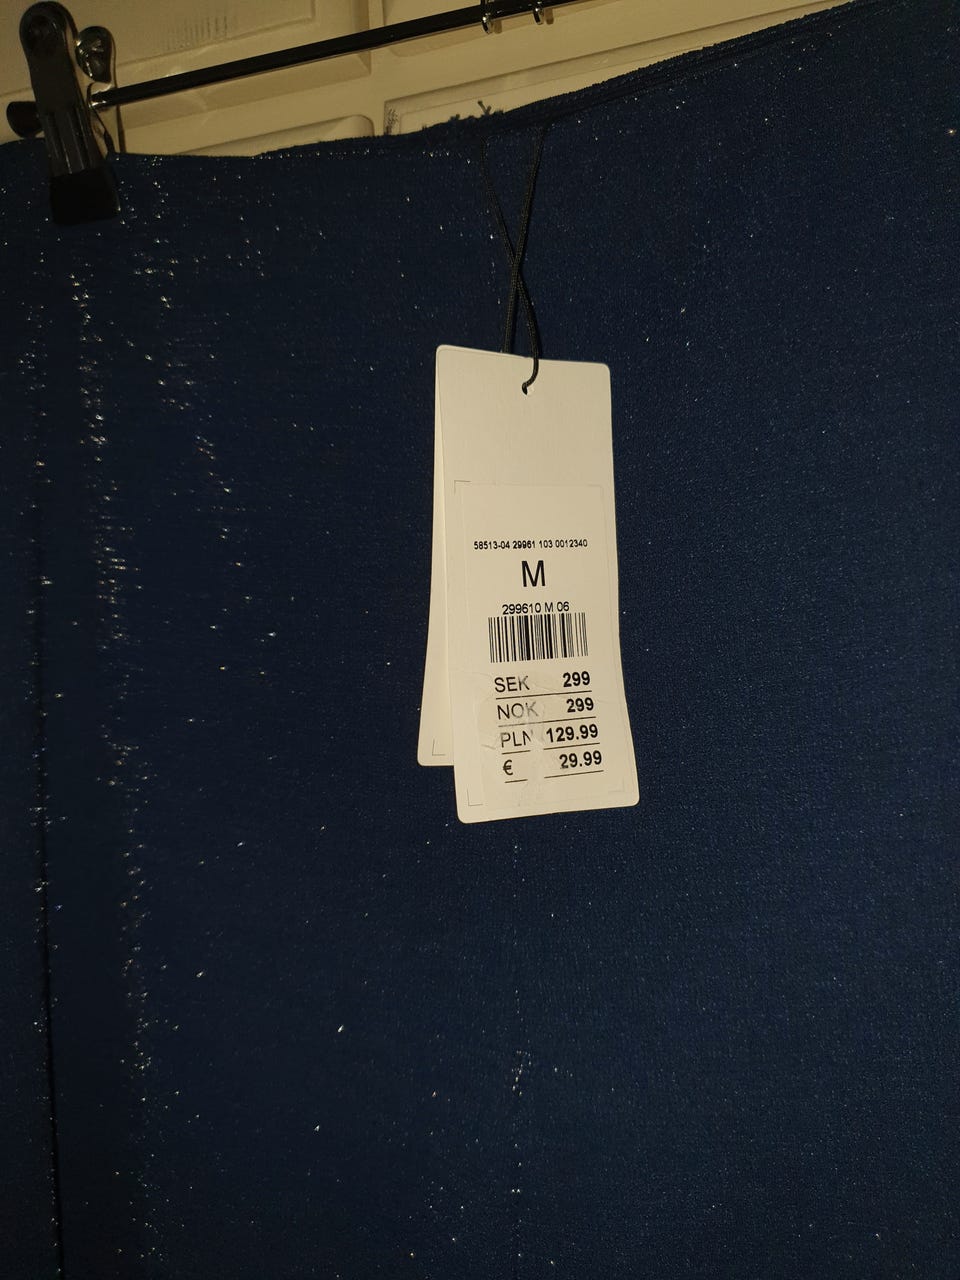 58513-04 29961 103 0012340
M
299610 M 06
SEK 299
NOK 299
PLN 129.99
€ 29.99